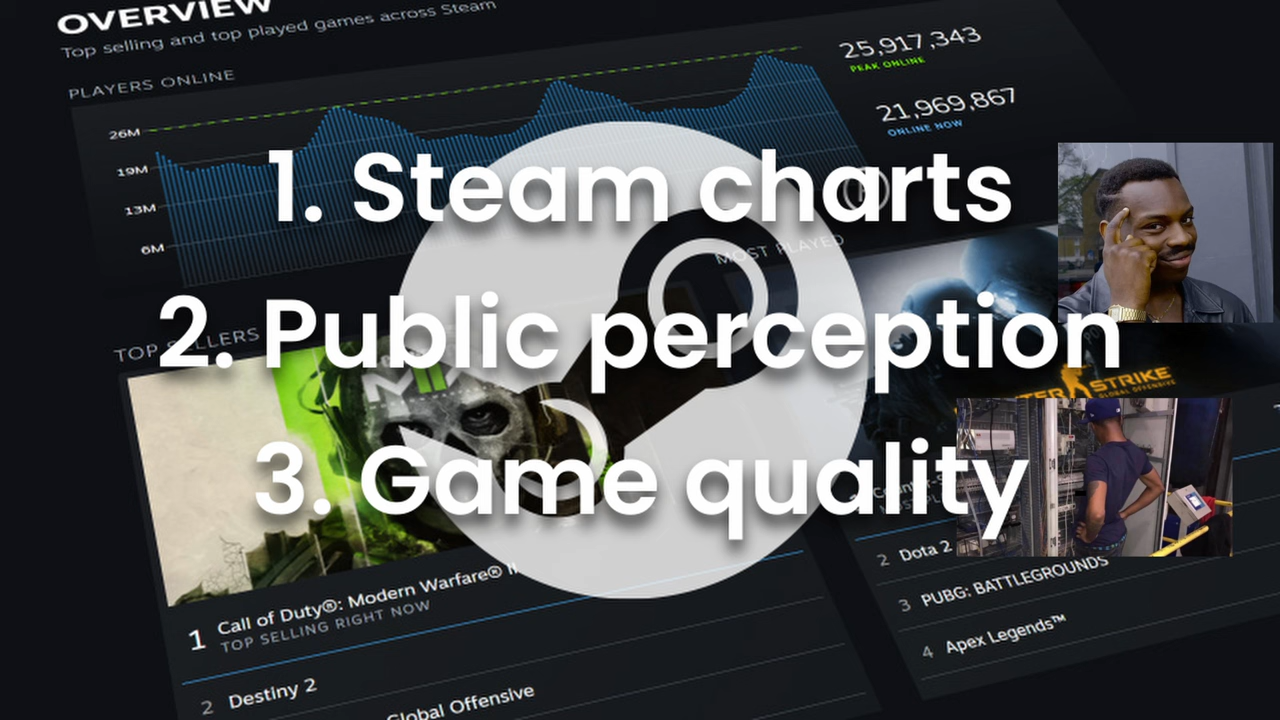 OVERVIEW
Top selling and top played games across Steam
PLAYERS ONLINE
25,917,343
PEAK ONLINE
26M
21,969,867
ONLINE NOW
19M
13M
6M
1. Steam charts
MOST PLAYED
TOP SELLERS
2. Public perception
STRIKE
GLOBAL OFFENSIVE
3. Game quality
1 Call of Duty®: Modern Warfare® II
TOP SELLING RIGHT NOW
2 Destiny 2
Global Offensive
2 Dota 2
3 PUBG: BATTLEGROUNDS
4 Apex Legends™